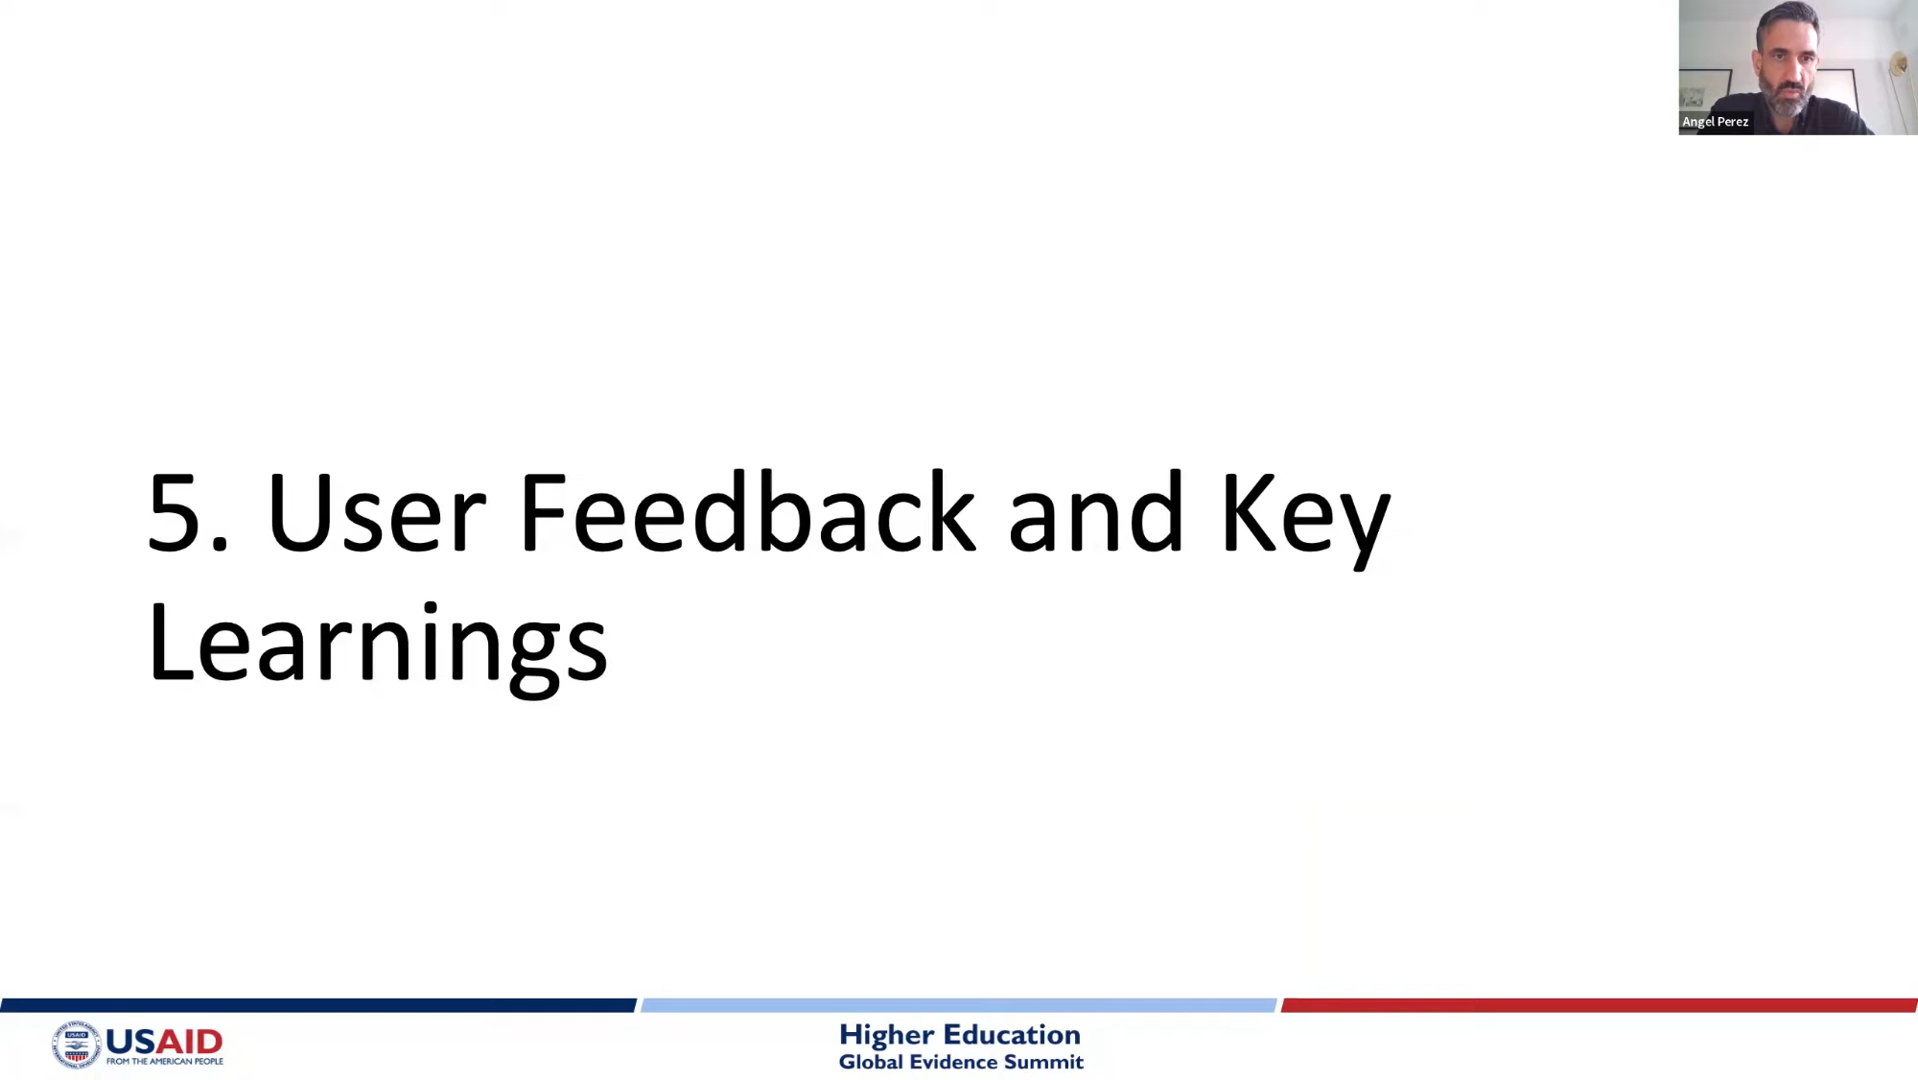 Angel Perez
5. User Feedback and Key
Learnings
USAID
FROM THE AMERICAN PEOPLE
Higher Education
Global Evidence Summit